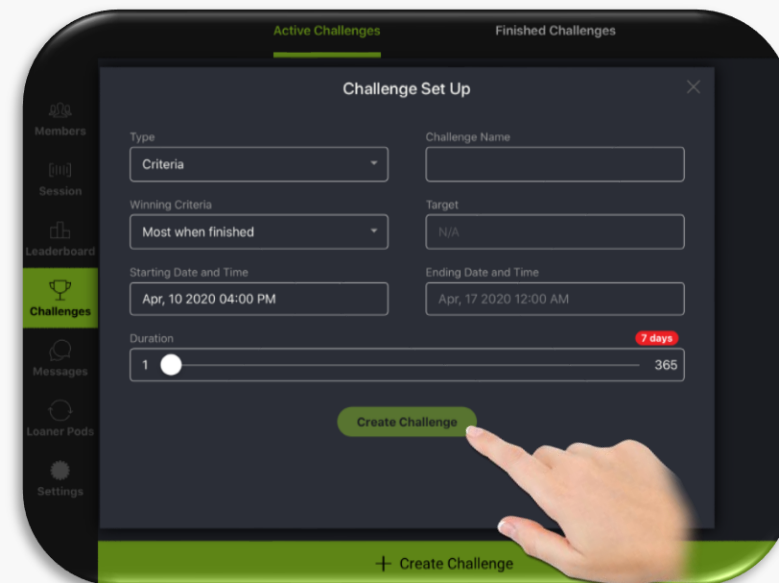 Active Challenges
Finished Challenges
Challenge Set Up
Members
Session
Leaderboard
Challenges
Messages
Loaner Pods
Settings
Type
Criteria
Challenge Name
Winning Criteria
Most when finished
Target
N/A
Starting Date and Time
Apr, 10 2020 04:00 PM
Ending Date and Time
Apr, 17 2020 12:00 AM
Duration
7 days
1
365
Create Challenge
+ Create Challenge